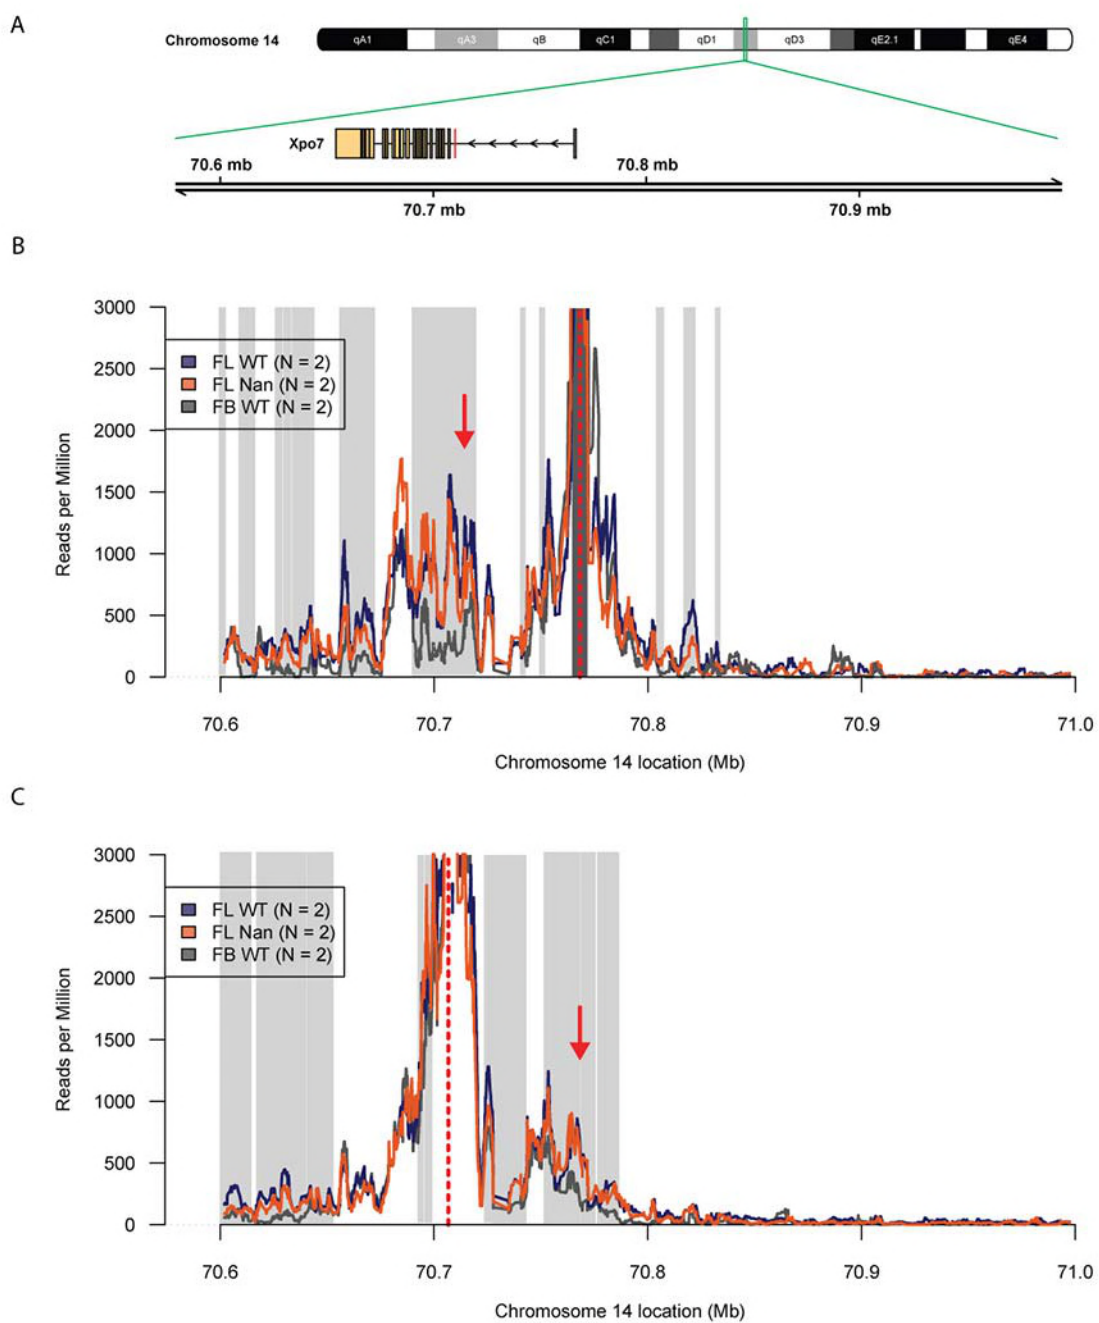 A
Chromosome 14 qA1 qA3 qB qC1 qD1 qD3 qE2.1 qE4
Xpo7
70.6 mb 70.8 mb
70.7 mb 70.9 mb
B
3000
2500
2000
1500
1000
500
0
Reads per Million
FL WT (N = 2)
FL Nan (N = 2)
FB WT (N = 2)
70.6 70.7 70.8 70.9 71.0
Chromosome 14 location (Mb)
C
3000
2500
2000
1500
1000
500
0
Reads per Million
FL WT (N = 2)
FL Nan (N = 2)
FB WT (N = 2)
70.6 70.7 70.8 70.9 71.0
Chromosome 14 location (Mb)